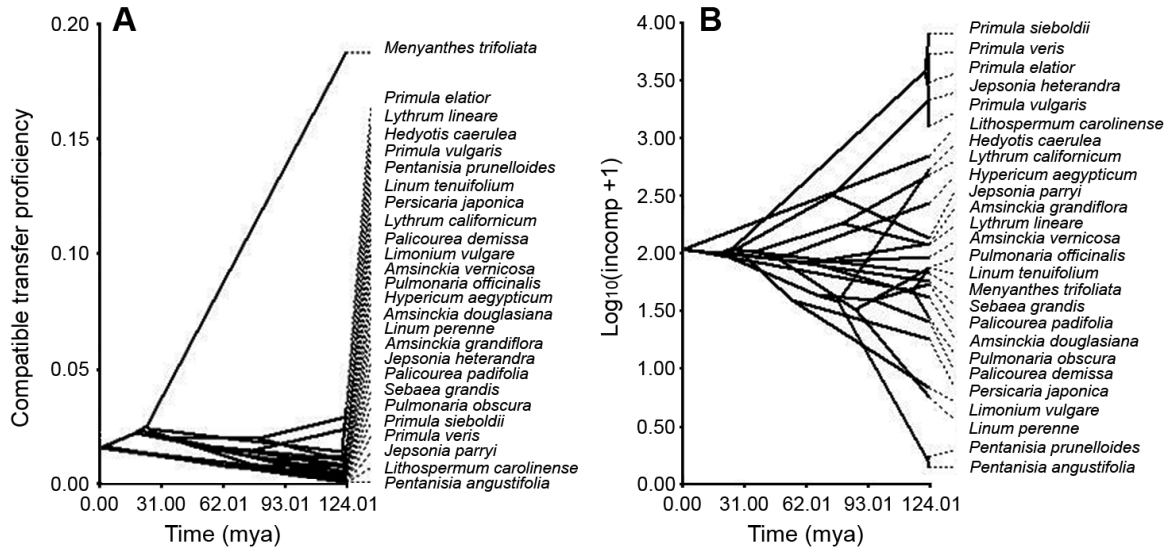 A
Compatible transfer proficiency
0.20
0.15
0.10
0.05
0.00
0.00 31.01 62.01 93.01 124.01
Time (mya)
Menyanthes trifoliata
Primula elatior
Lythrum lineare
Hedyotis caerulea
Primula vulgaris
Pentanisia prunelloides
Linum tenuifolium
Persicaria japonica
Lythrum californicum
Palicourea demissa
Limonium vulgare
Amsinckia vernicosa
Pulmonaria officinalis
Hypericum aegypticum
Amsinckia douglasiana
Linum perenne
Amsinckia grandiflora
Jepsonia heterandra
Palicourea padifolia
Sebaea grandis
Pulmonaria obscura
Primula sieboldii
Primula veris
Jepsonia parryi
Lithospermum carolinense
Pentanisia angustifolia
B
Log10(incomp +1)
4.00
3.50
3.00
2.50
2.00
1.50
1.00
0.50
0.00
0.00 31.01 62.01 93.01 124.01
Time (mya)
Primula sieboldii
Primula veris
Primula elatior
Jepsonia heterandra
Primula vulgaris
Lithospermum carolinense
Hedyotis caerulea
Lythrum californicum
Hypericum aegypticum
Jepsonia parryi
Amsinckia grandiflora
Lythrum lineare
Amsinckia vernicosa
Pulmonaria officinalis
Linum tenuifolium
Menyanthes trifoliata
Sebaea grandis
Palicourea padifolia
Amsinckia douglasiana
Pulmonaria obscura
Palicourea demissa
Persicaria japonica
Limonium vulgare
Linum perenne
Pentanisia prunelloides
Pentanisia angustifolia